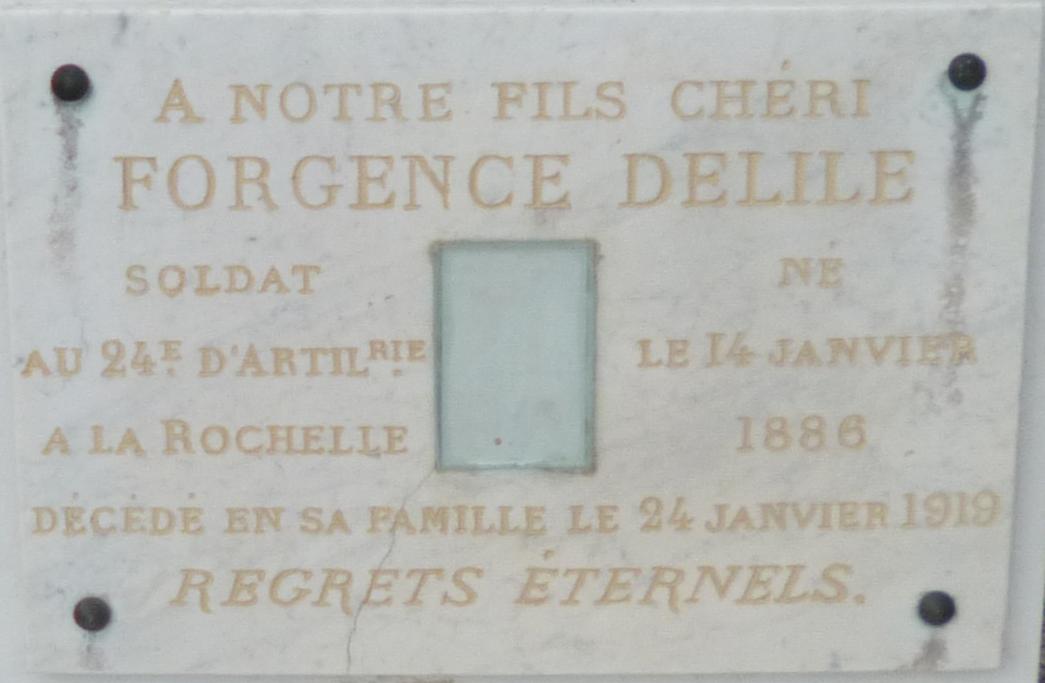 A NOTRE FILS CHÉRI
FORGENCE DELILE
SOLDAT
AU 24E D'ARTILRIE
A LA ROCHELLE
NÉ
LE 14 JANVIER
1886
DÉCÉDÉ EN SA FAMILLE LE 24 JANVIER 1919
REGRETS ÉTERNELS.